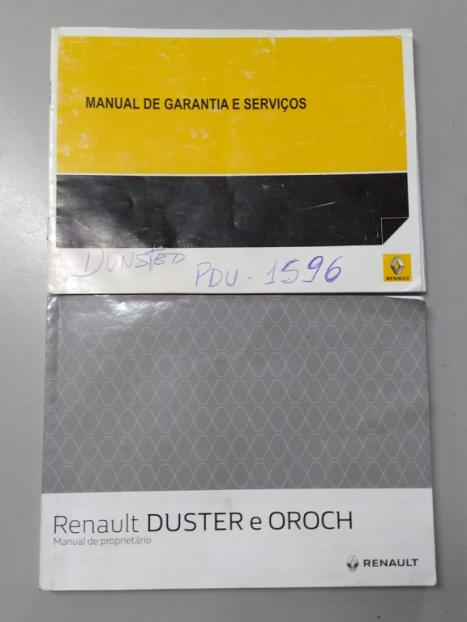 MANUAL DE GARANTIA E SERVIÇOS
DUNSTED
PDU - 1596
RENAULT
Renault DUSTER e OROCH
Manual de proprietário
RENAULT